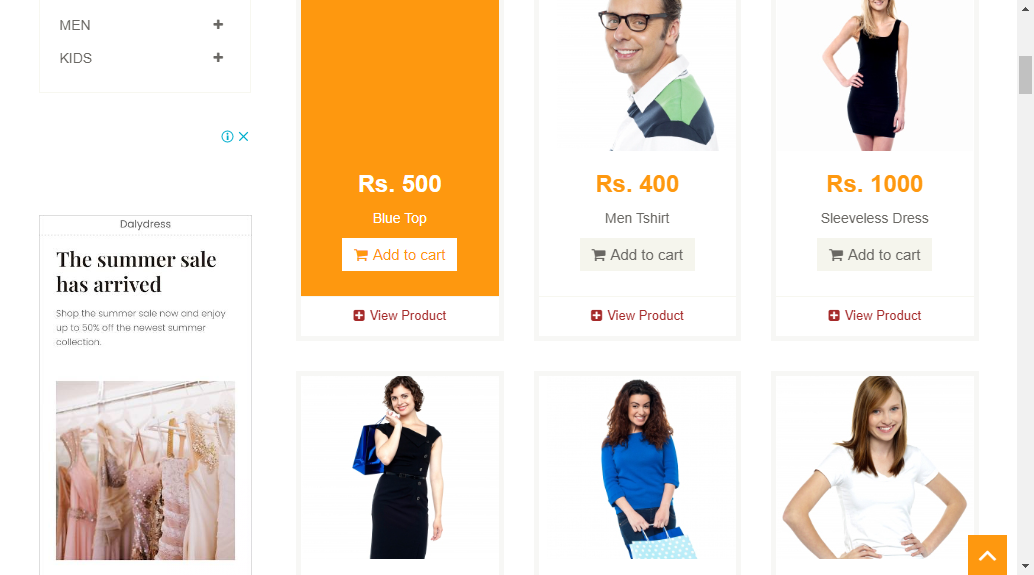 MEN
KIDS
Dalydress
The summer sale
has arrived
Shop the summer sale now and enjoy
up to 50% off the newest summer
collection.
Rs. 500
Blue Top
Add to cart
View Product
Rs. 400
Men Tshirt
Add to cart
View Product
Rs. 1000
Sleeveless Dress
Add to cart
View Product